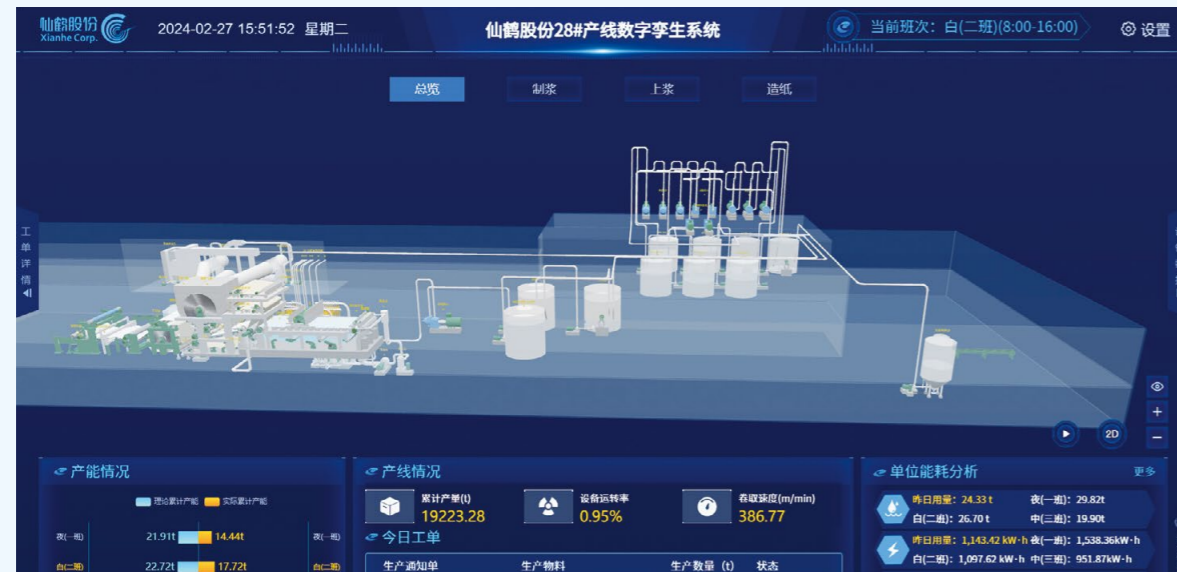 仙鹤股份
Xianhe Corp.
2024-02-27 15:51:52 星期二
仙鹤股份28#产线数字孪生系统
当前班次：白(二班)(8:00-16:00)
设置
总览 制浆 上浆 造纸
工单详情
2D
产能情况
理论累计产能 实际累计产能
夜(一班) 21.91t 14.44t 夜(一班)
白(二班) 22.72t 17.72t 白(二班)
产线情况
累计产量(t) 19223.28
设备运转率 0.95%
卷取速度(m/min) 386.77
今日工单
生产通知单 生产物料 生产数量（t） 状态
单位能耗分析 更多
昨日用量：24.33 t 夜(一班)：29.82t
白(二班)：26.70 t 中(三班)：19.90t
昨日用量：1,143.42 kW·h 夜(一班)：1,538.36kW·h
白(二班)：1,097.62 kW·h 中(三班)：951.87kW·h